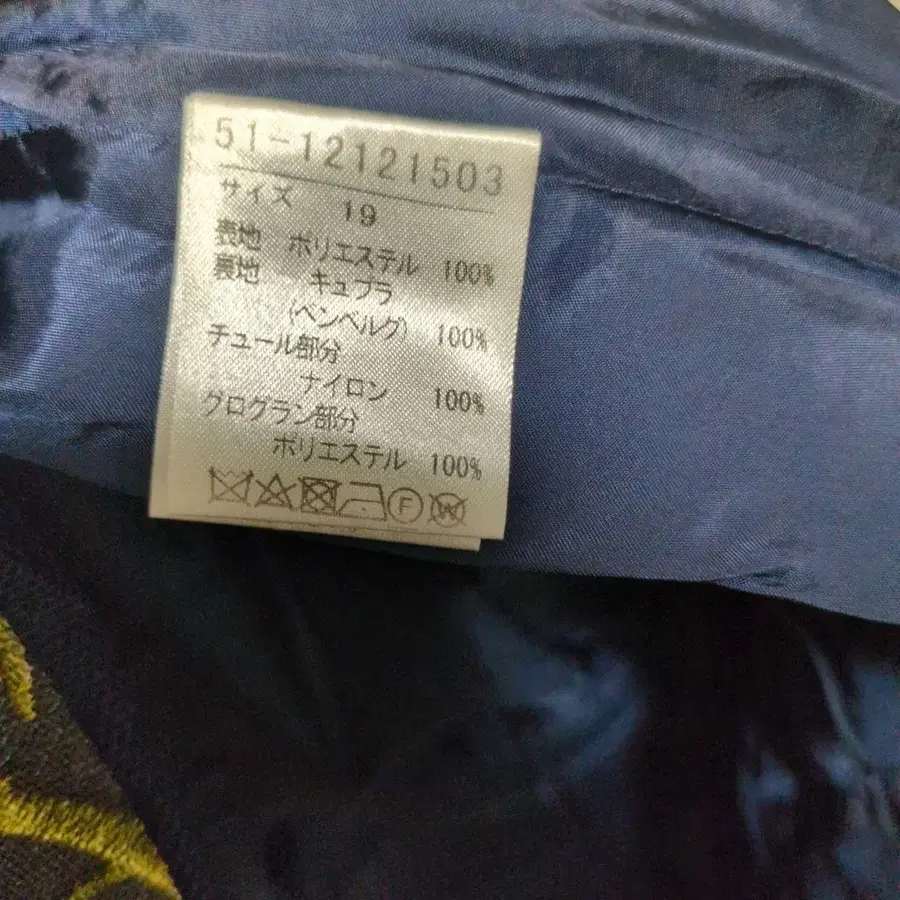 51-12121503
サイズ 19
表地 ポリエステル 100%
裏地 キュプラ
(ベンベルグ) 100%
チュール部分
ナイロン 100%
グログラン部分
ポリエステル 100%
F W